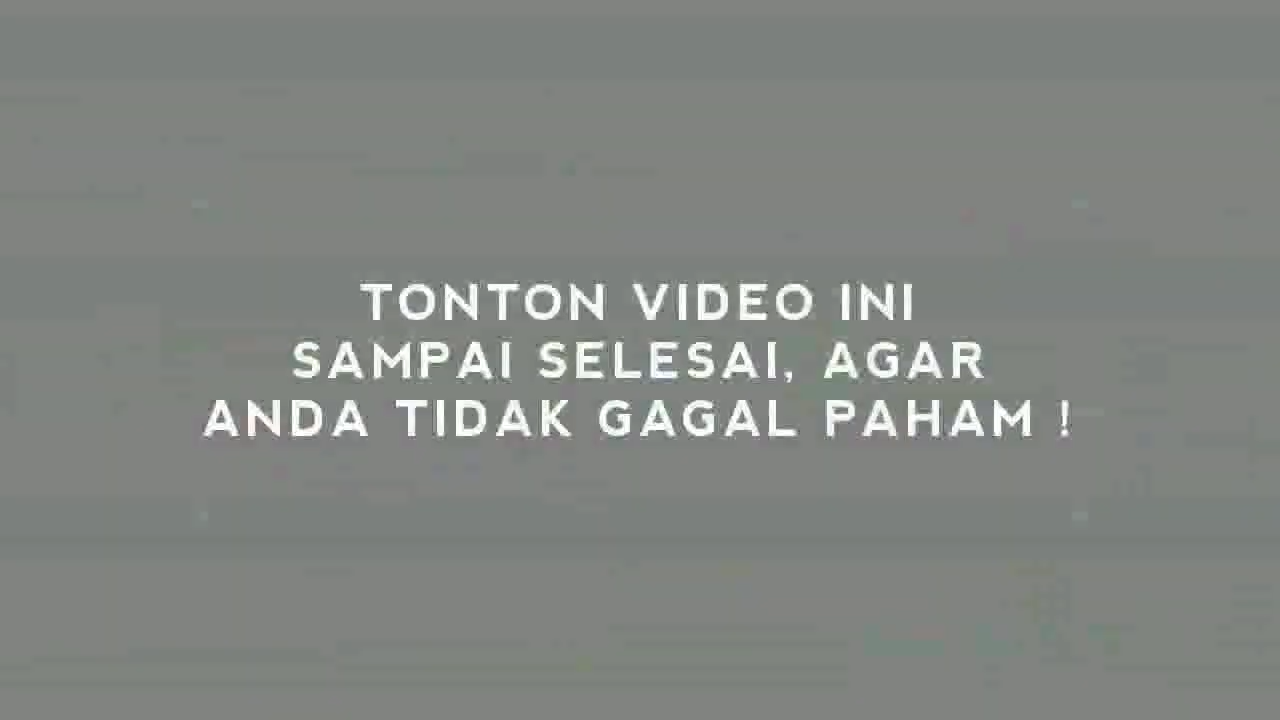 TONTON VIDEO INI
SAMPAI SELESAI, AGAR
ANDA TIDAK GAGAL PAHAM !